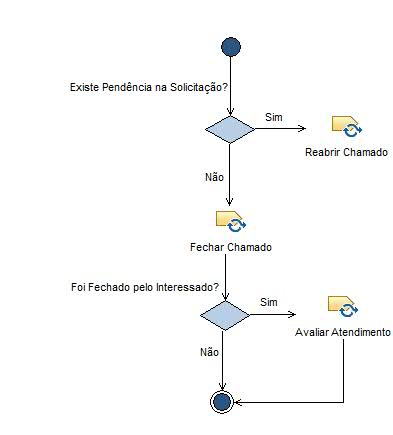 Existe Pendência na Solicitação?
Sim
Reabrir Chamado
Não
Fechar Chamado
Foi Fechado pelo Interessado?
Sim
Avaliar Atendimento
Não